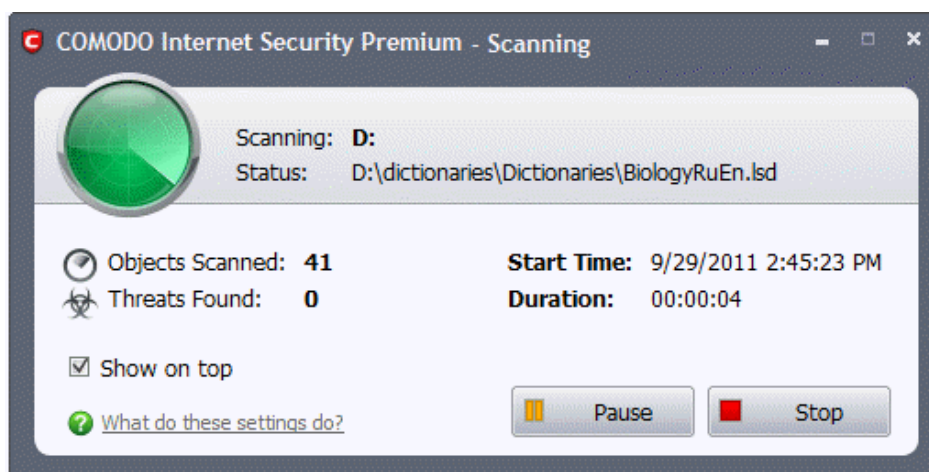 COMODO Internet Security Premium - Scanning
Scanning: D:
Status: D:\dictionaries\Dictionaries\BiologyRuEn.lsd
Objects Scanned: 41
Start Time: 9/29/2011 2:45:23 PM
Threats Found: 0
Duration: 00:00:04
Show on top
What do these settings do?
Pause
Stop